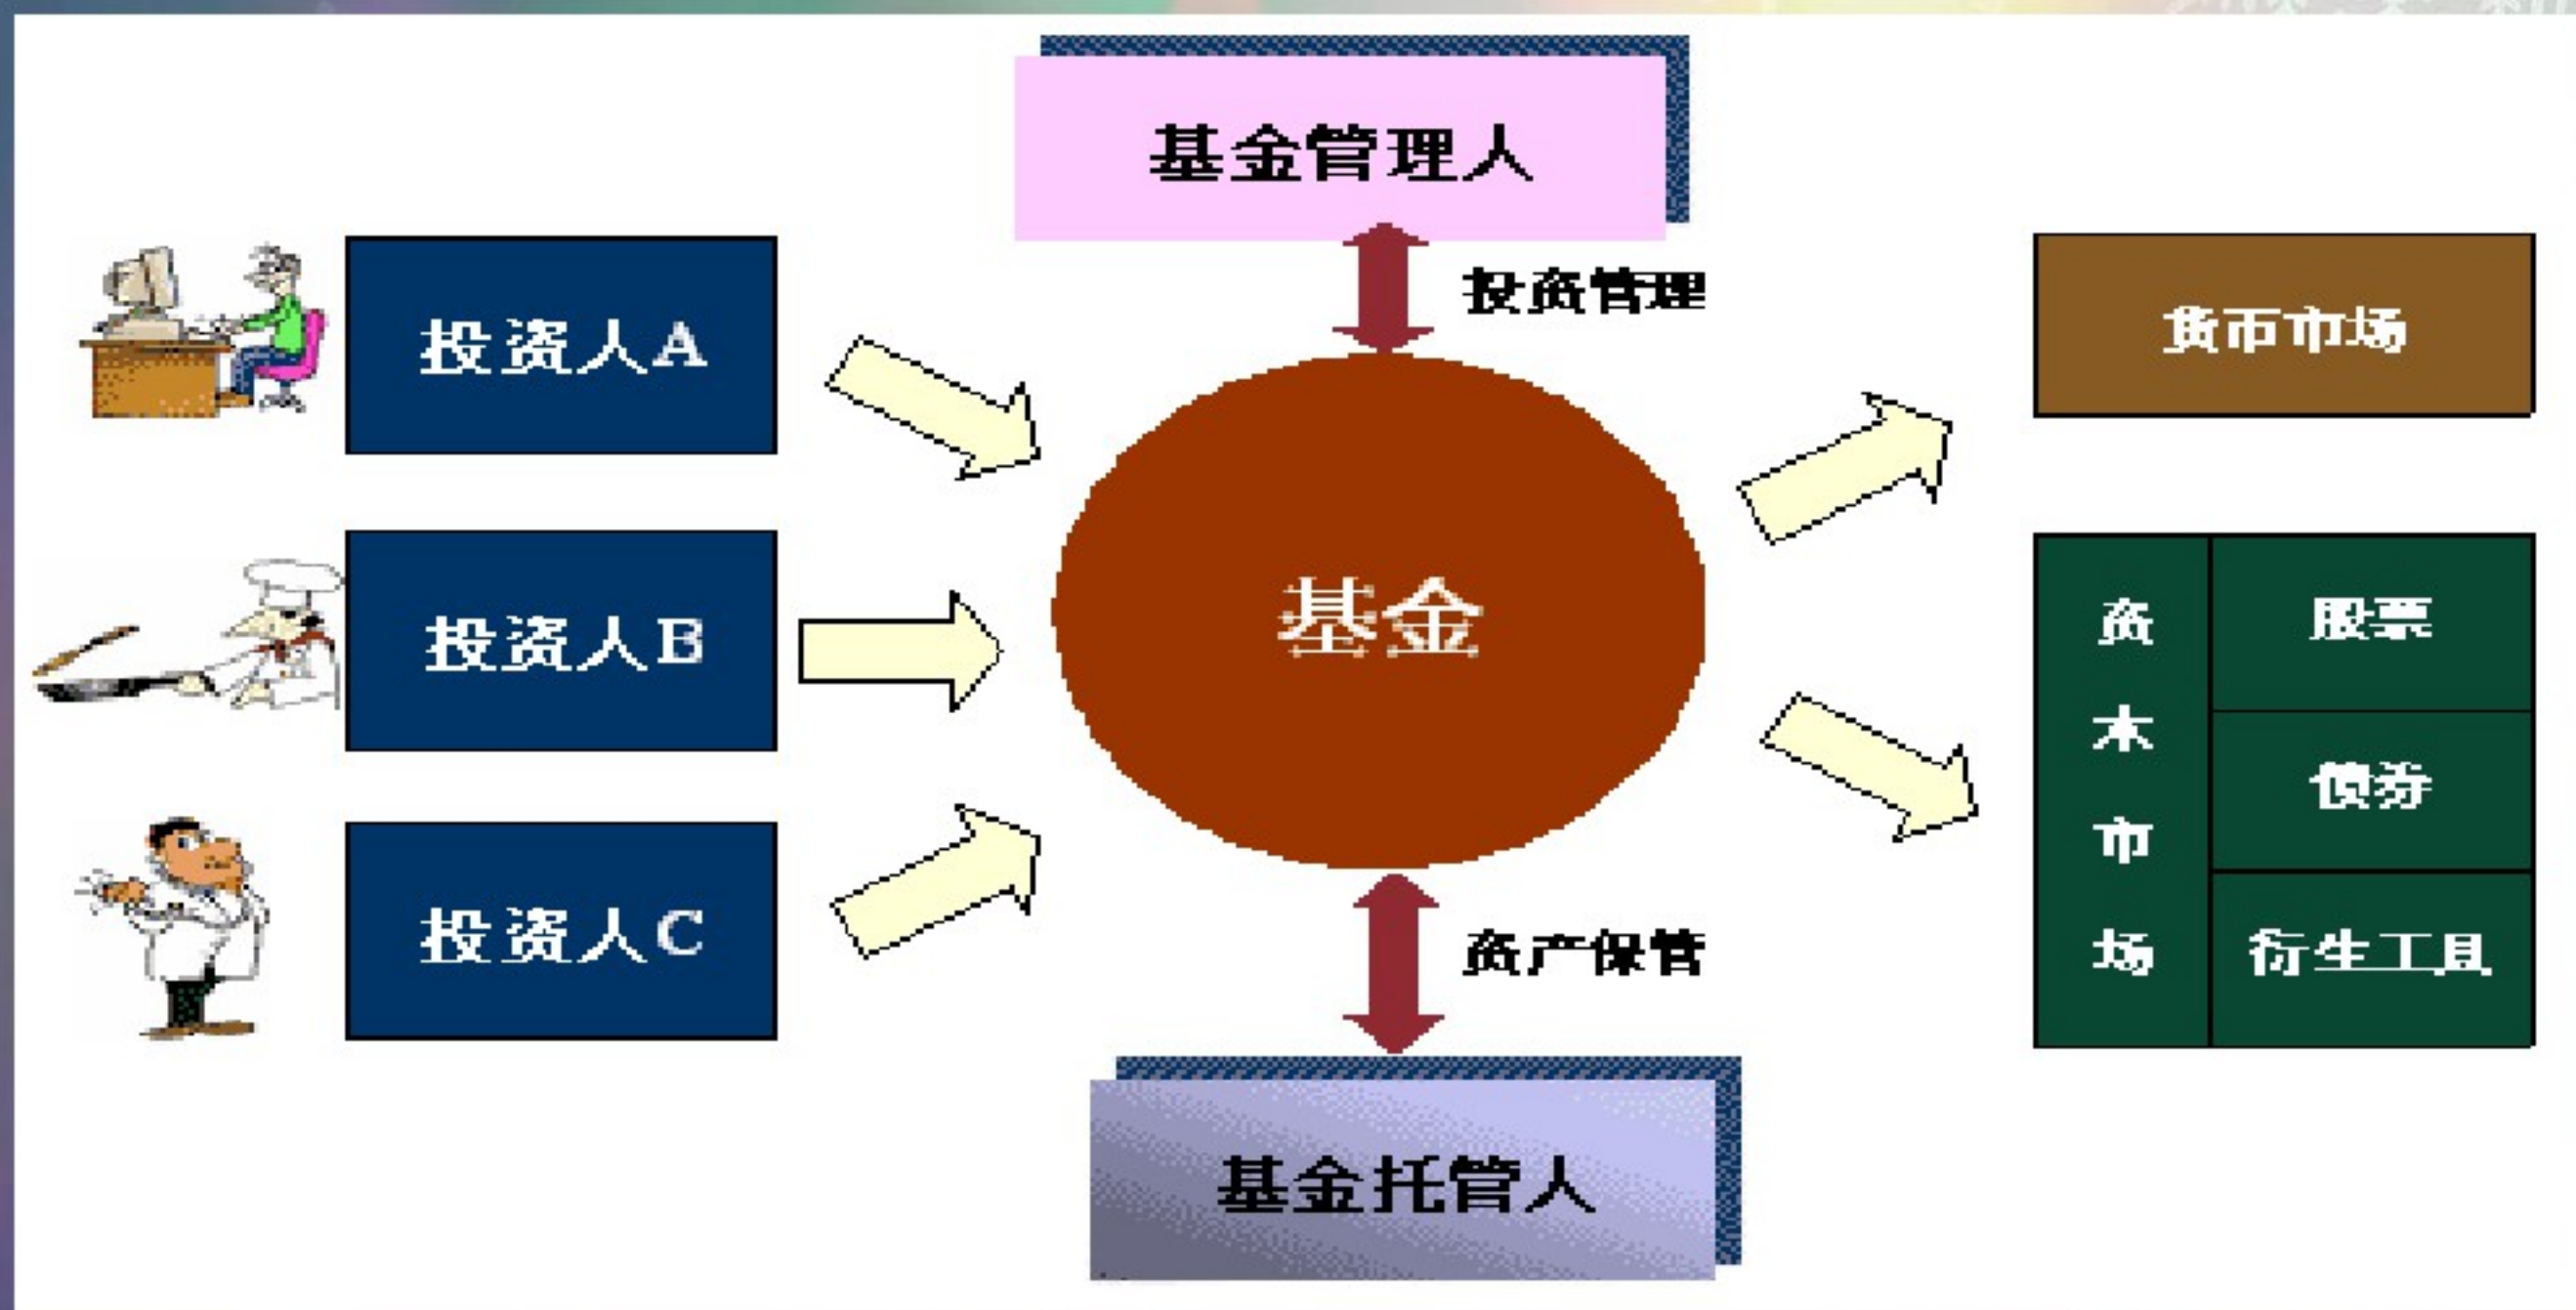 基金管理人
投资管理
投资人A
投资人B
投资人C
基金
货币市场
资本市场
股票
债券
衍生工具
资产保管
基金托管人